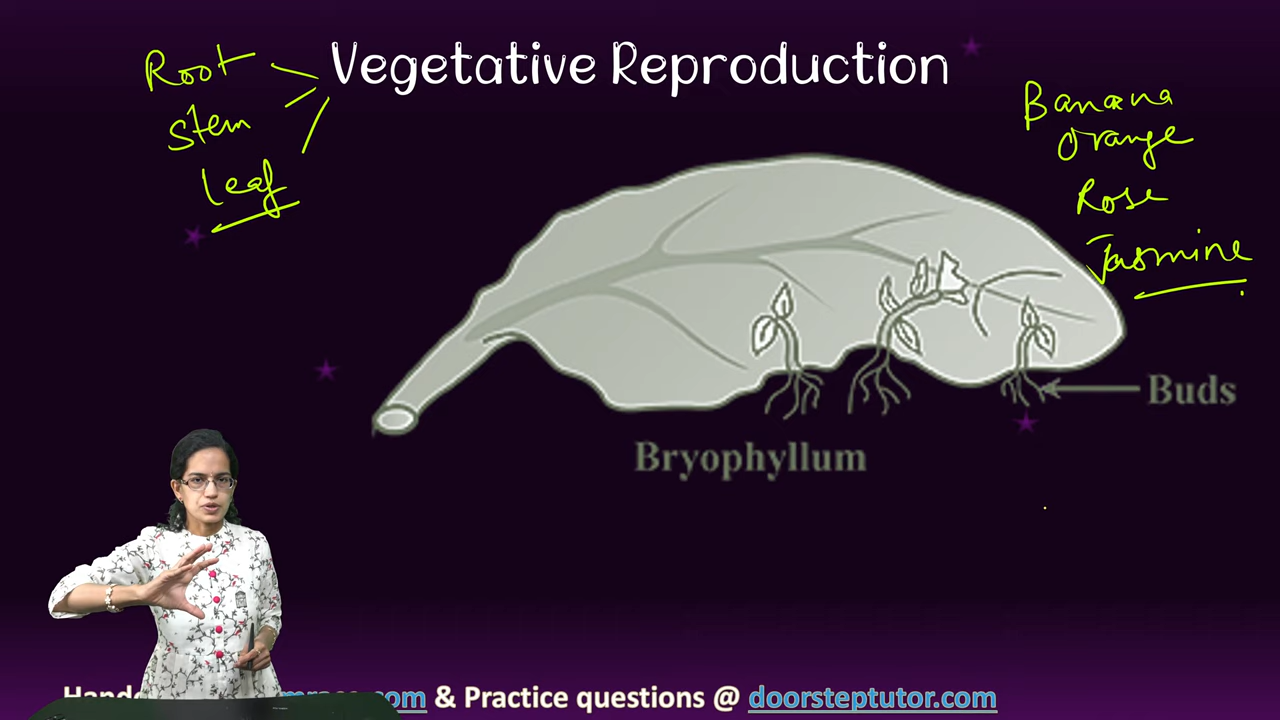 Vegetative Reproduction
Root
Stem
leaf
Banana
Orange
Rose
Jasmine
Buds
Bryophyllum
& Practice questions @ doorsteptutor.com